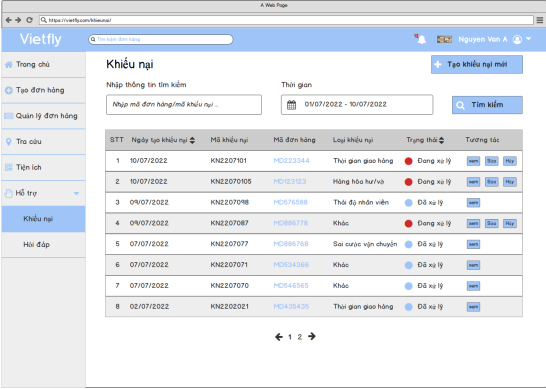 A Web Page
https://vietfly.com/khieunai/
Vietfly
Tìm kiếm đơn hàng
Nguyen Van A
Trang chủ
Tạo đơn hàng
Quản lý đơn hàng
Tra cứu
Tiện ích
Hỗ trợ
Khiếu nại
Hỏi đáp
Khiếu nại
Tạo khiếu nại mới
Nhập thông tin tìm kiếm
Thời gian
Nhập mã đơn hàng/mã khiếu nại ..
01/07/2022 - 10/07/2022
Tìm kiếm
STT Ngày tạo khiếu nại Mã khiếu nại Mã đơn hàng Loại khiếu nại Trạng thái Tương tác
1 10/07/2022 KN2207101 MD223344 Thời gian giao hàng Đang xử lý xem Sửa Hủy
2 10/07/2022 KN22070105 MD123123 Hàng hóa hư/vỡ Đang xử lý xem Sửa Hủy
3 09/07/2022 KN2207098 MD576588 Thái độ nhân viên Đã xử lý xem
4 09/07/2022 KN2207087 MD886778 Khác Đang xử lý xem Sửa Hủy
5 07/07/2022 KN2207077 MD886768 Sai cước vận chuyển Đã xử lý xem
6 07/07/2022 KN2207071 MD534366 Khác Đã xử lý xem
7 07/07/2022 KN2207070 MD546565 Khác Đã xử lý xem
8 02/07/2022 KN2202021 MD435435 Thời gian giao hàng Đã xử lý xem
1 2